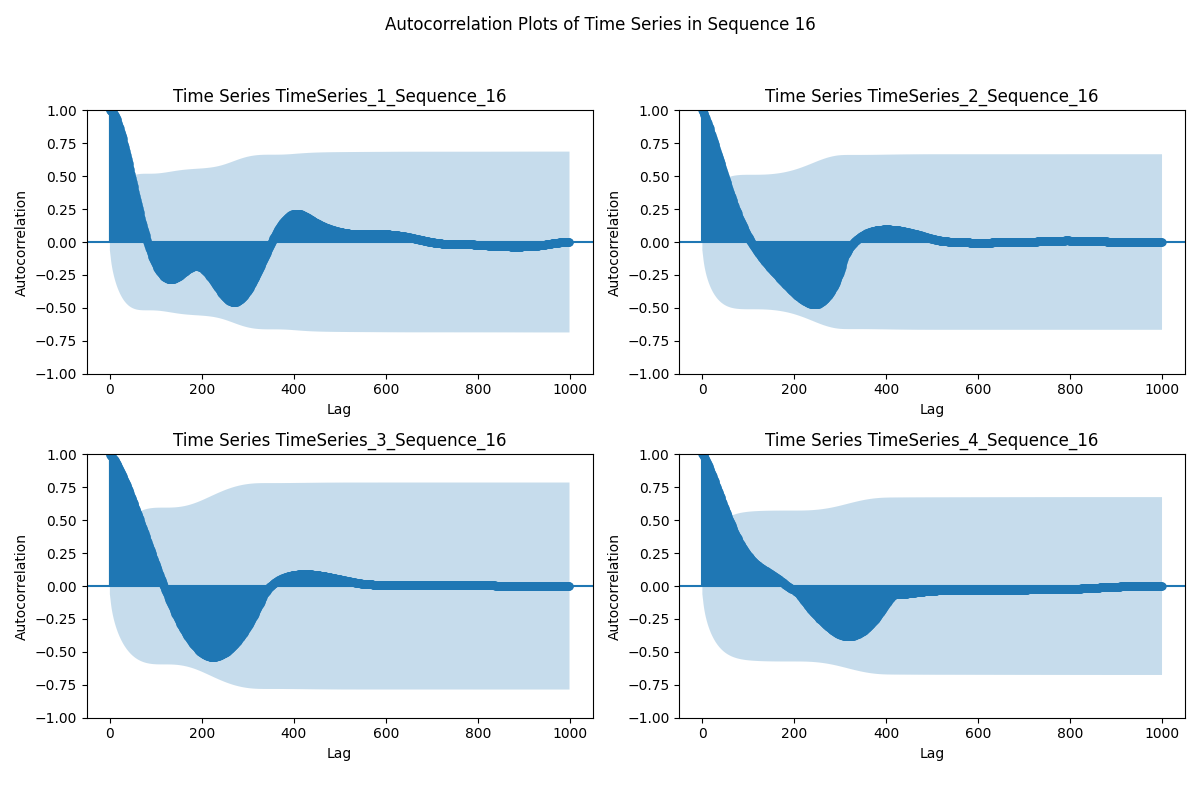 Autocorrelation Plots of Time Series in Sequence 16
Time Series TimeSeries_1_Sequence_16
1.00
0.75
0.50
0.25
0.00
−0.25
−0.50
−0.75
−1.00
Autocorrelation
0 200 400 600 800 1000
Lag
Time Series TimeSeries_2_Sequence_16
1.00
0.75
0.50
0.25
0.00
−0.25
−0.50
−0.75
−1.00
Autocorrelation
0 200 400 600 800 1000
Lag
Time Series TimeSeries_3_Sequence_16
1.00
0.75
0.50
0.25
0.00
−0.25
−0.50
−0.75
−1.00
Autocorrelation
0 200 400 600 800 1000
Lag
Time Series TimeSeries_4_Sequence_16
1.00
0.75
0.50
0.25
0.00
−0.25
−0.50
−0.75
−1.00
Autocorrelation
0 200 400 600 800 1000
Lag